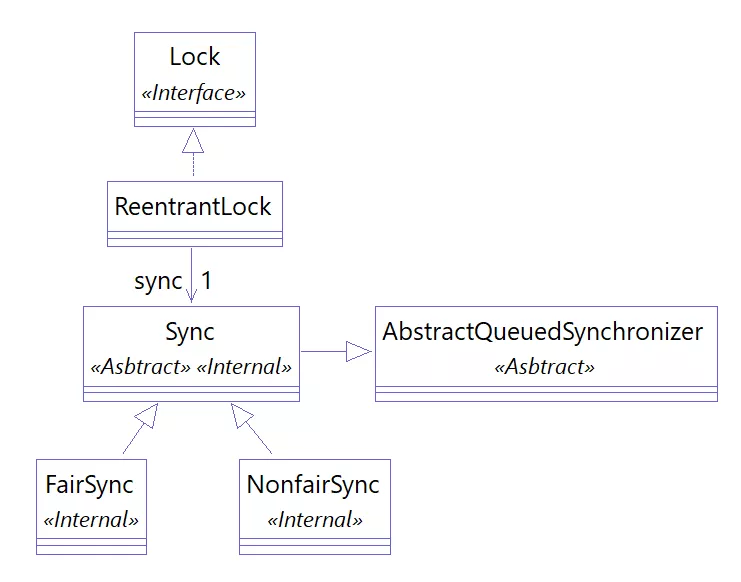 Lock
«Interface»
ReentrantLock
sync 1
Sync
«Asbtract» «Internal»
AbstractQueuedSynchronizer
«Asbtract»
FairSync
«Internal»
NonfairSync
«Internal»